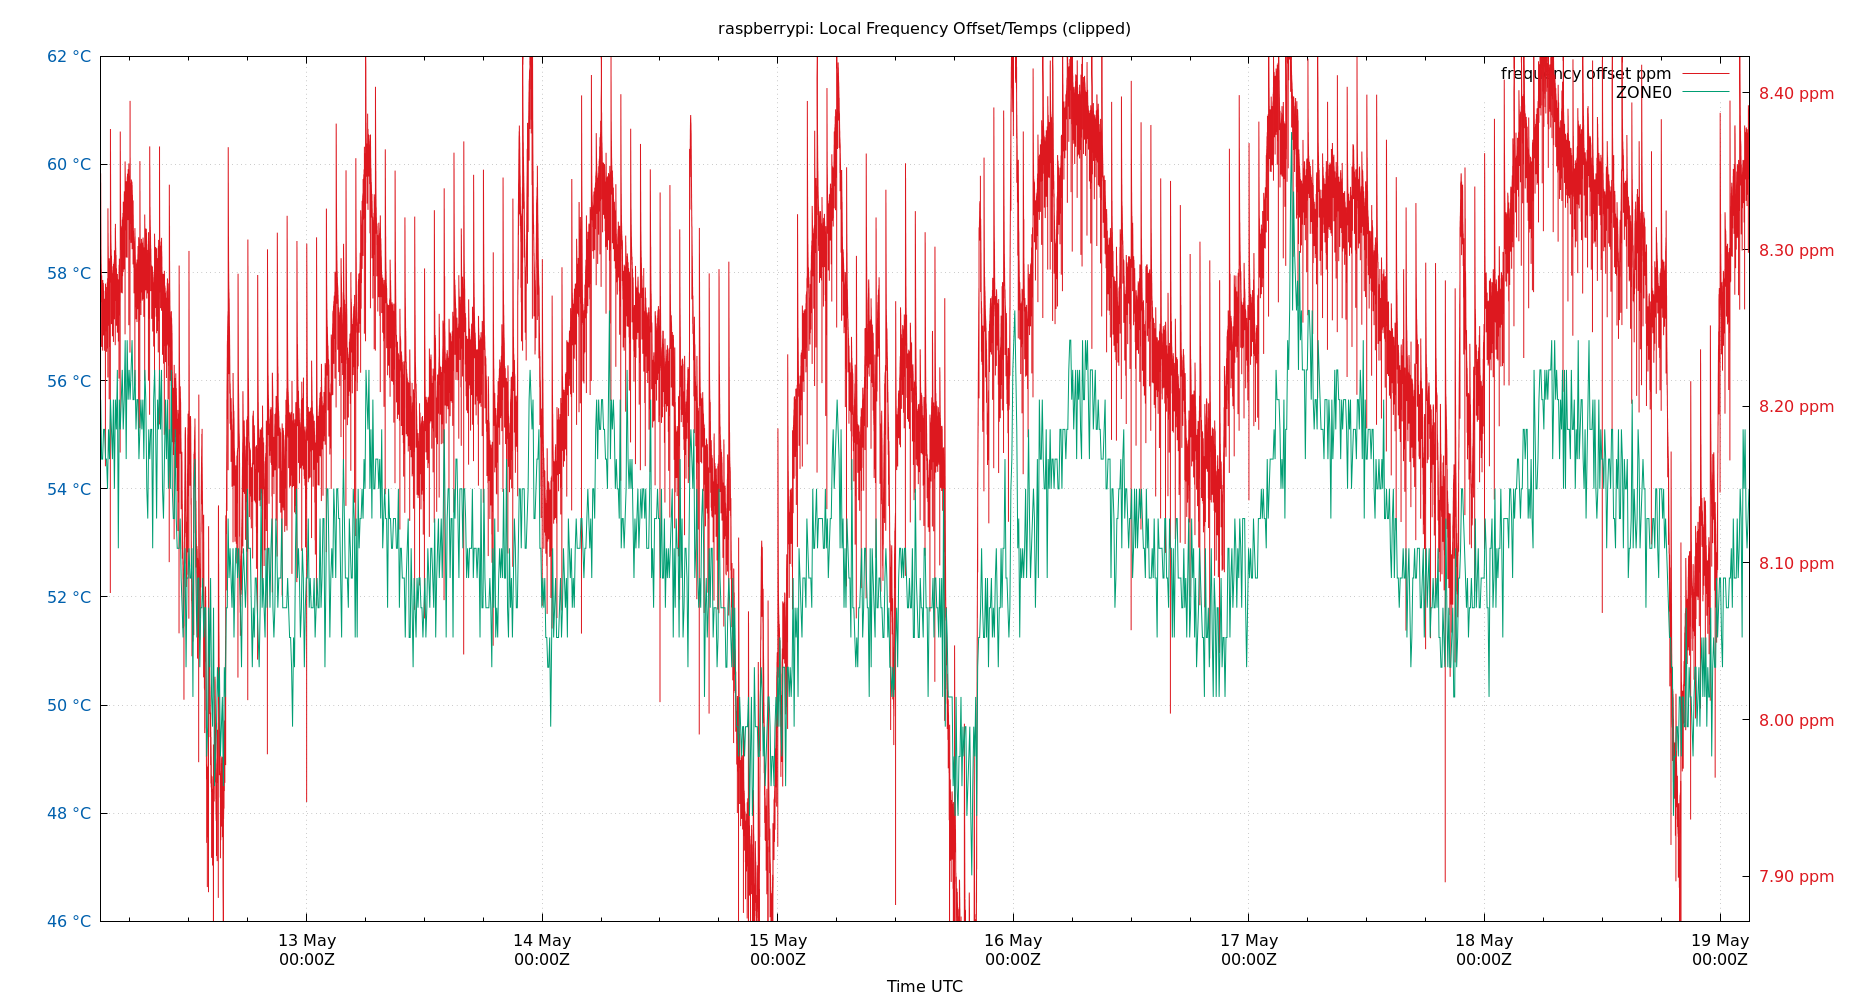 raspberrypi: Local Frequency Offset/Temps (clipped)
62 °C
60 °C
58 °C
56 °C
54 °C
52 °C
50 °C
48 °C
46 °C
frequency offset ppm
ZONE0
8.40 ppm
8.30 ppm
8.20 ppm
8.10 ppm
8.00 ppm
7.90 ppm
13 May
00:00Z
14 May
00:00Z
15 May
00:00Z
16 May
00:00Z
17 May
00:00Z
18 May
00:00Z
19 May
00:00Z
Time UTC